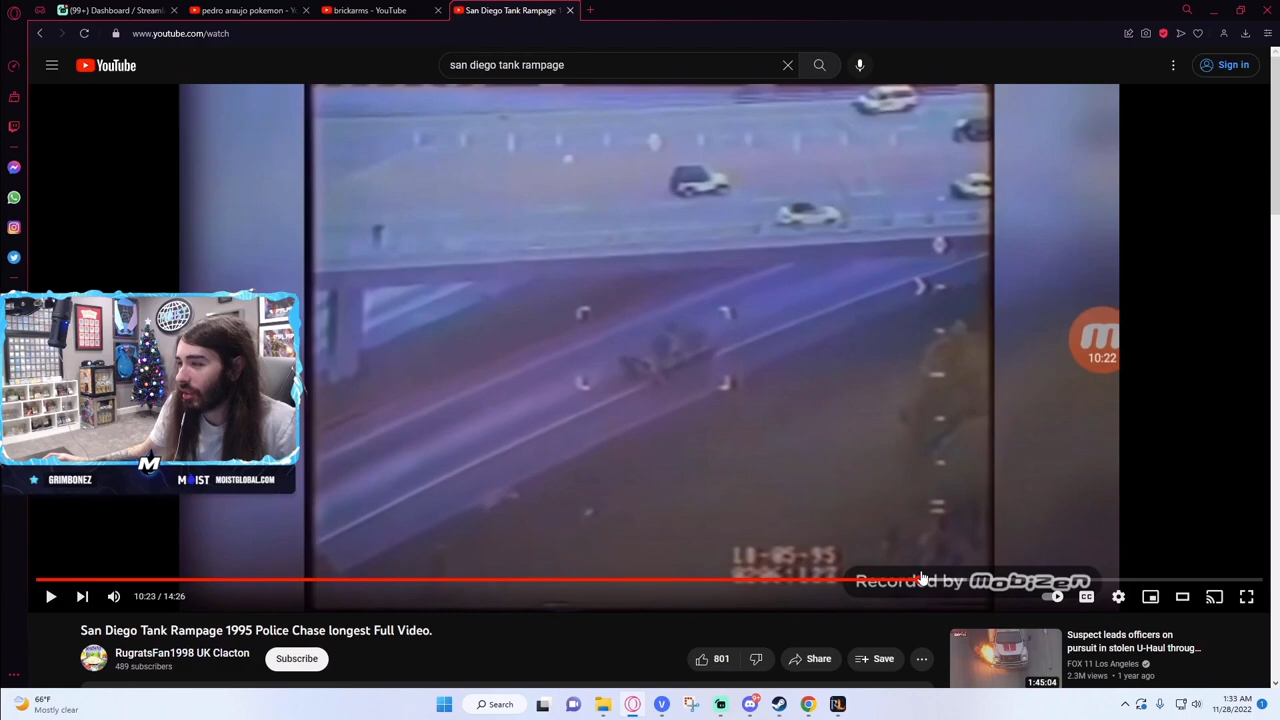 (99+) Dashboard / Streamla
pedro araujo pokemon - Yo
brickarms - YouTube
San Diego Tank Rampage 1
www.youtube.com/watch
YouTube
san diego tank rampage
Sign in
M
10:22
M
GRIMBONEZ
MOIST
MOISTGLOBAL.COM
Recorded by Mobizen
10:23 / 14:26
CC
San Diego Tank Rampage 1995 Police Chase longest Full Video.
RugratsFan1998 UK Clacton
489 subscribers
Subscribe
801
Share
Save
1:45:04
Suspect leads officers on
pursuit in stolen U-Haul throug...
FOX 11 Los Angeles
2.3M views • 1 year ago
66°F
Mostly clear
Search
1:33 AM
11/28/2022